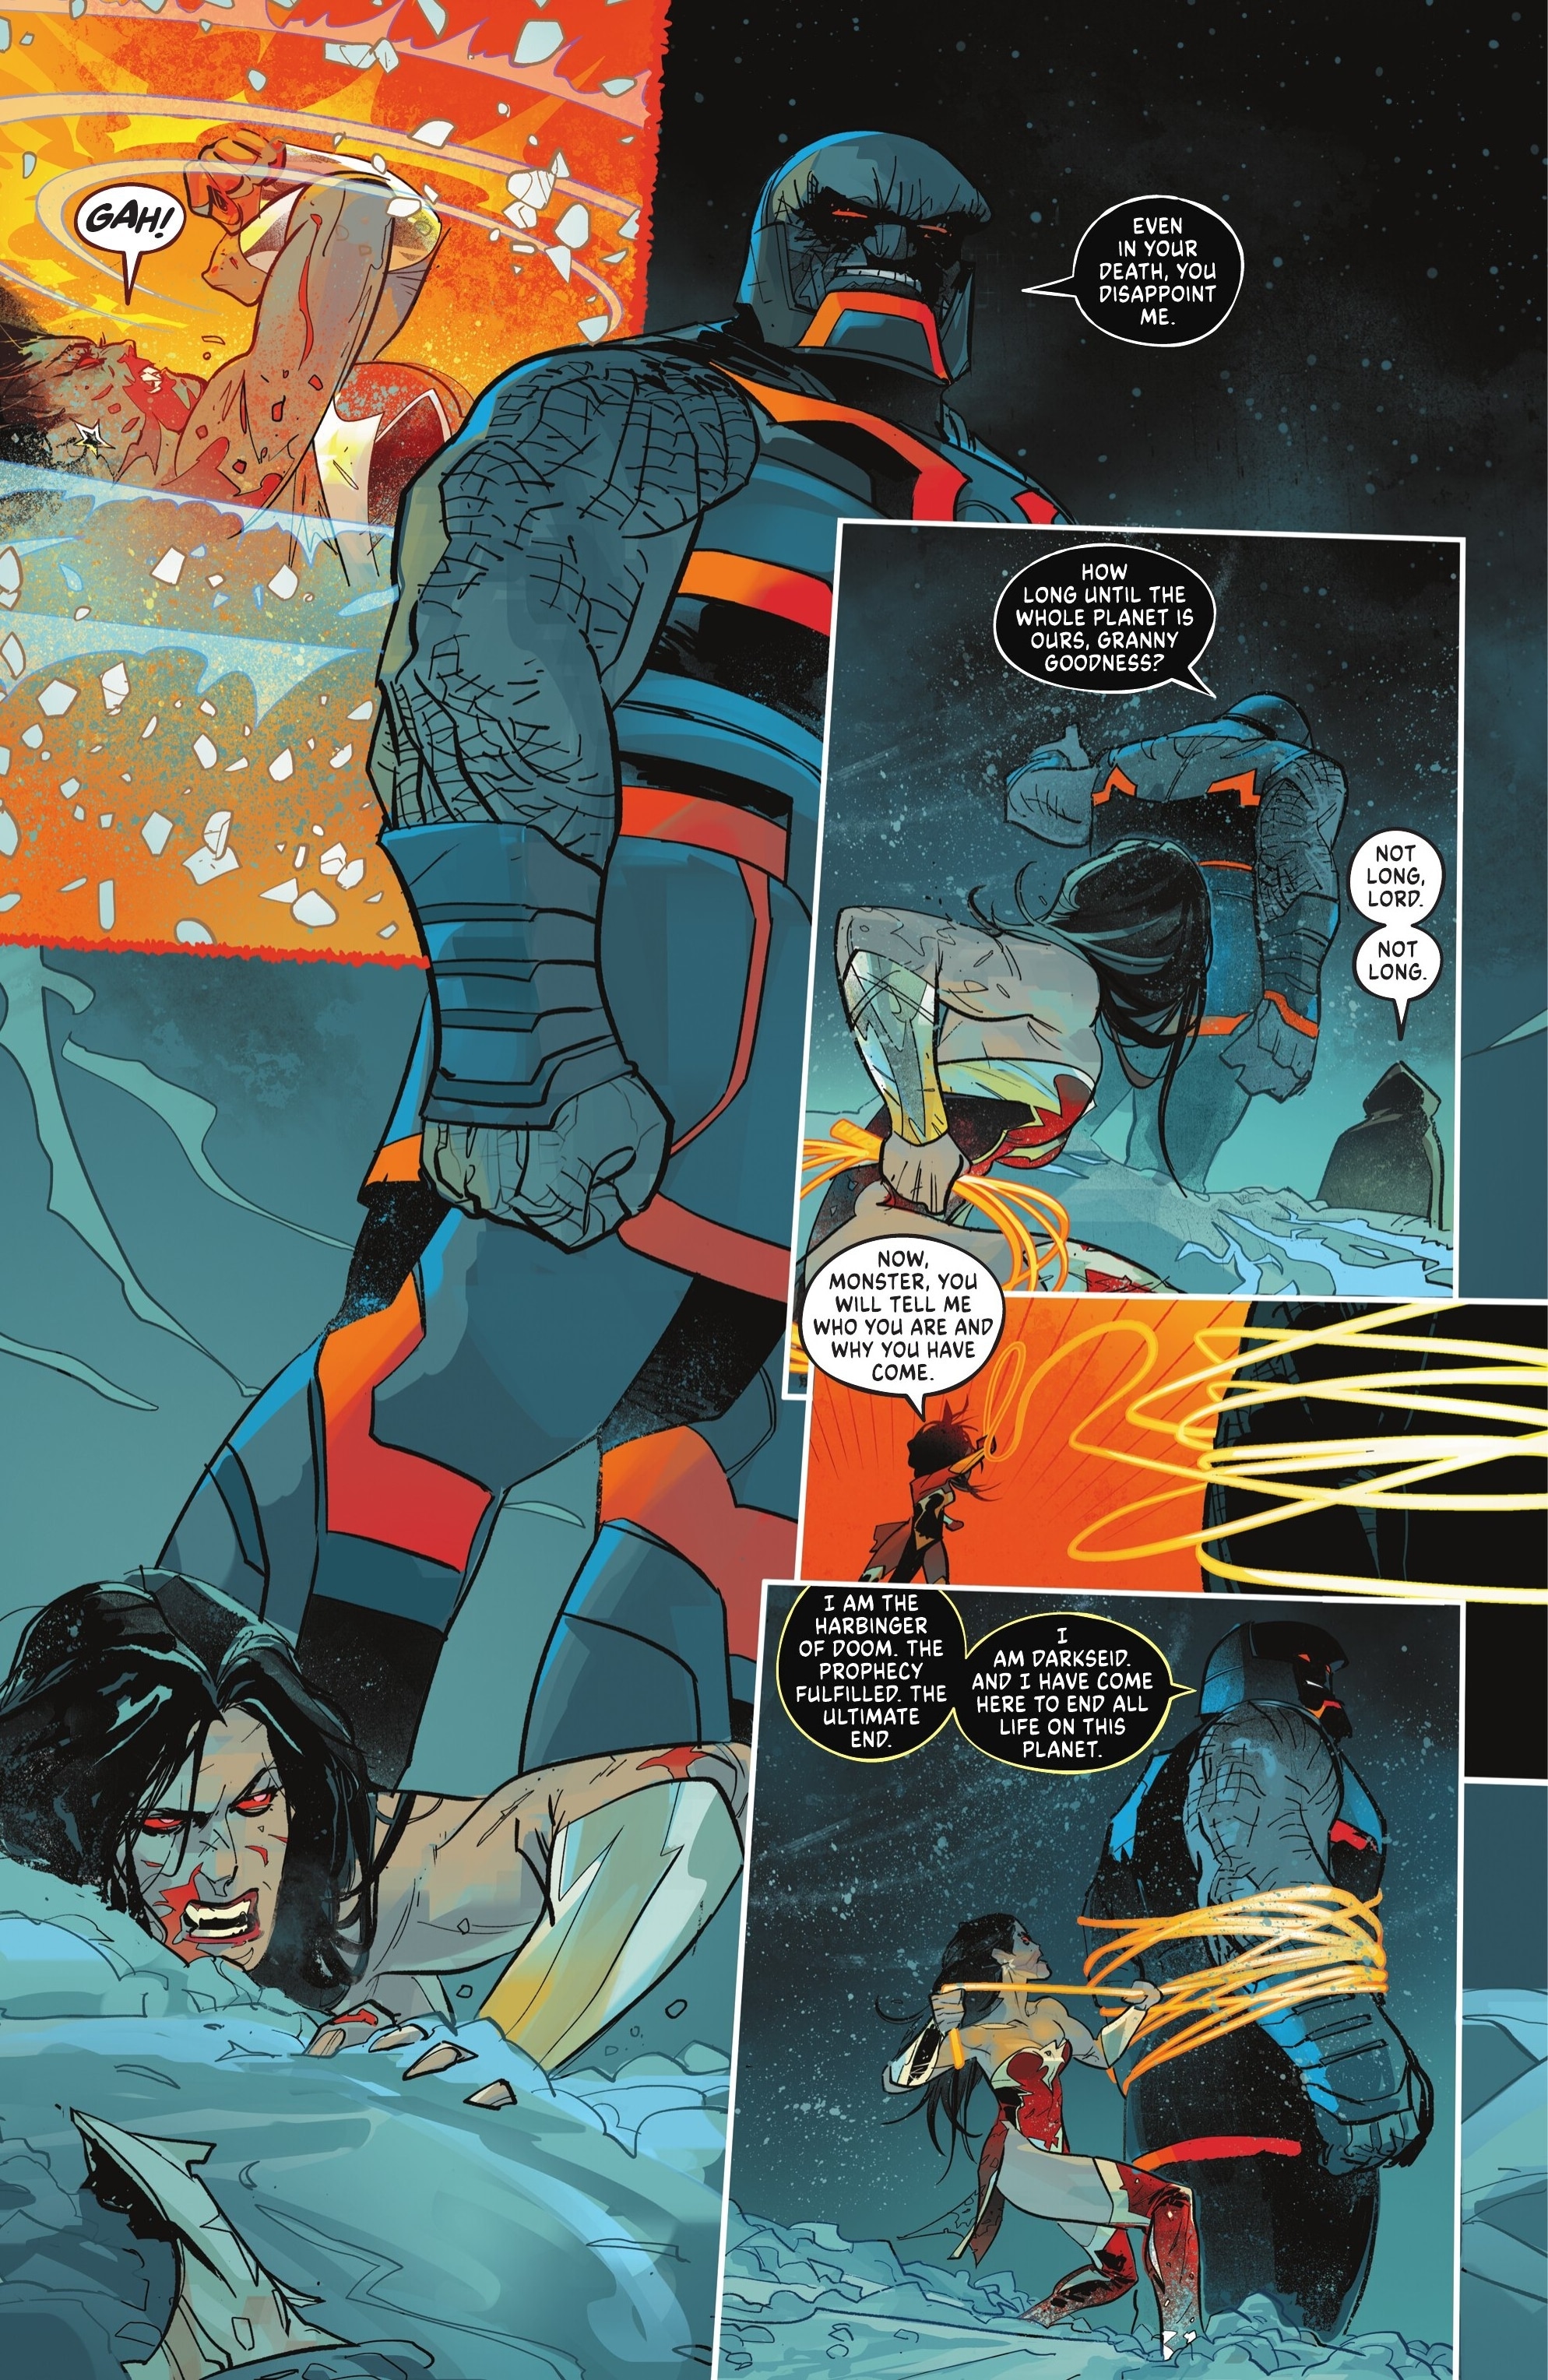 GAH!
EVEN
IN YOUR
DEATH, YOU
DISAPPOINT
ME.
HOW
LONG UNTIL THE
WHOLE PLANET IS
OURS, GRANNY
GOODNESS?
NOT
LONG,
LORD.
NOT
LONG.
NOW,
MONSTER, YOU
WILL TELL ME
WHO YOU ARE AND
WHY YOU HAVE
COME.
I AM THE
HARBINGER
OF DOOM. THE
PROPHECY
FULFILLED. THE
ULTIMATE
END.
I
AM DARKSEID.
AND I HAVE COME
HERE TO END ALL
LIFE ON THIS
PLANET.